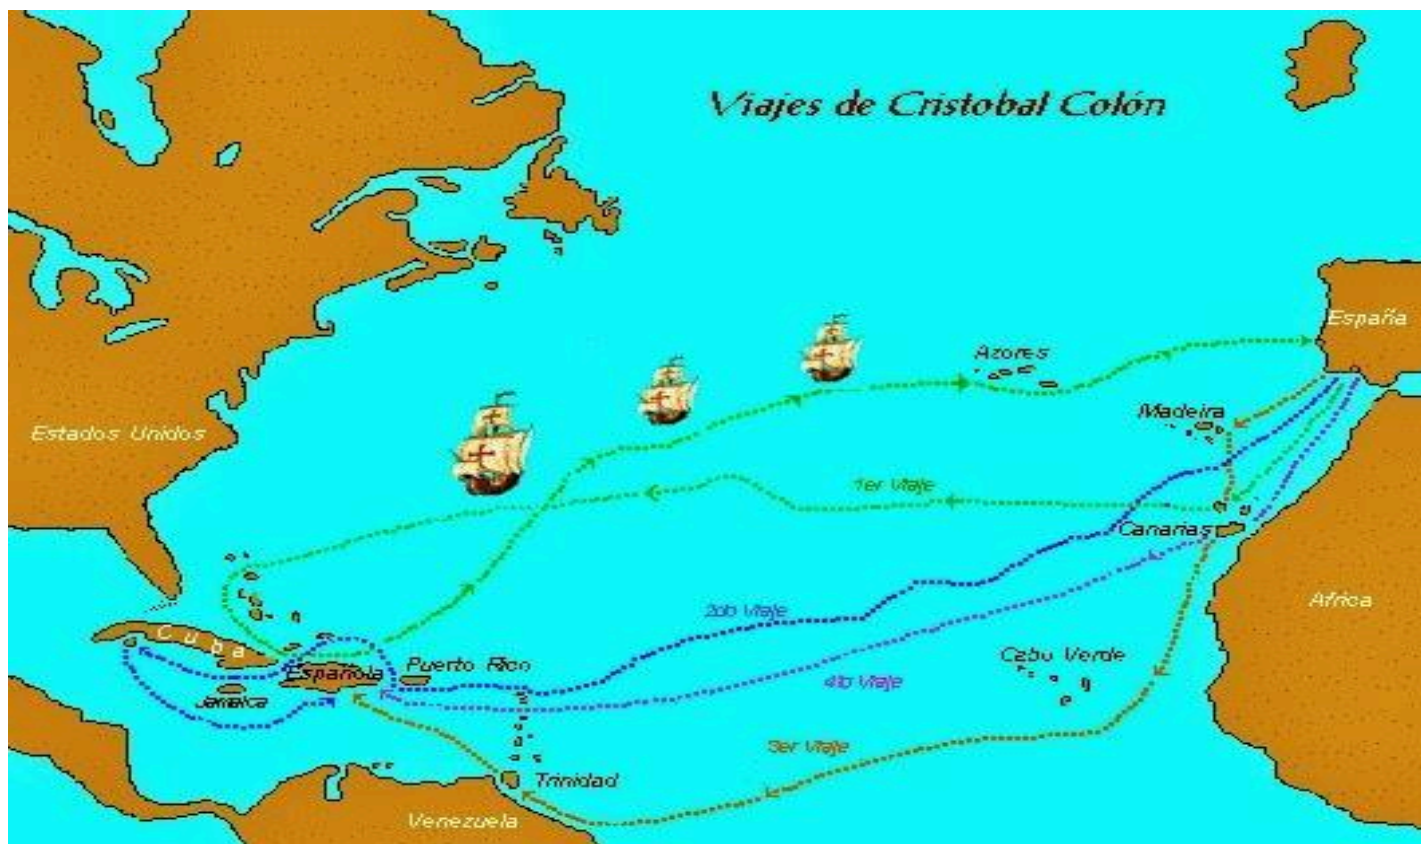 Viajes de Cristobal Colón
España
Azores
Madeira
Estados Unidos
1er Viaje
Canarias
Africa
2do Viaje
Cuba
Cabo Verde
Puerto Rico
Española
4to Viaje
Jamaica
3er Viaje
Trinidad
Venezuela